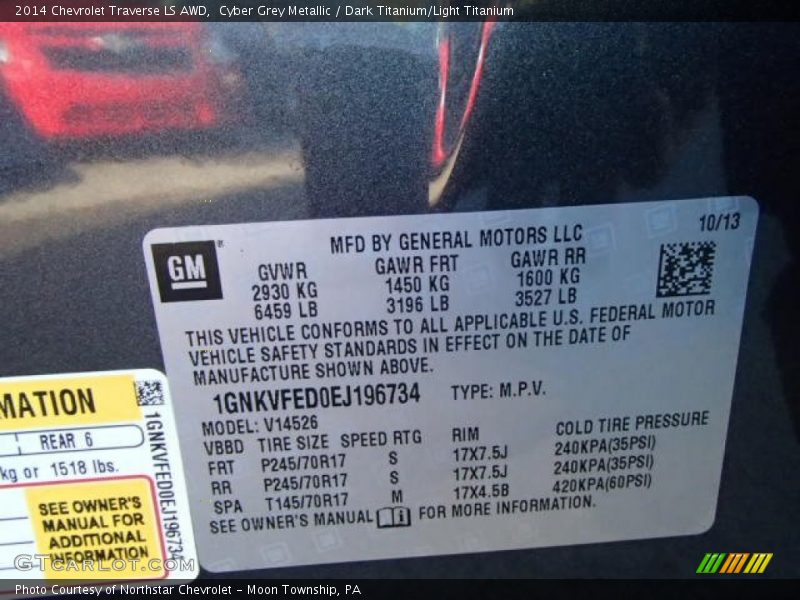 2014 Chevrolet Traverse LS AWD, Cyber Grey Metallic / Dark Titanium/Light Titanium
10/13
GM
MFD BY GENERAL MOTORS LLC
GVWR GAWR FRT GAWR RR
2930 KG 1450 KG 1600 KG
6459 LB 3196 LB 3527 LB
THIS VEHICLE CONFORMS TO ALL APPLICABLE U.S. FEDERAL MOTOR
VEHICLE SAFETY STANDARDS IN EFFECT ON THE DATE OF
MANUFACTURE SHOWN ABOVE.
1GNKVFED0EJ196734 TYPE: M.P.V.
MODEL: V14526
VBBD TIRE SIZE SPEED RTG RIM COLD TIRE PRESSURE
FRT P245/70R17 S 17X7.5J 240KPA(35PSI)
RR P245/70R17 S 17X7.5J 240KPA(35PSI)
SPA T145/70R17 M 17X4.5B 420KPA(60PSI)
SEE OWNER'S MANUAL FOR MORE INFORMATION.
MATION
REAR 6
kg or 1518 lbs.
SEE OWNER'S
MANUAL FOR
ADDITIONAL
INFORMATION
1GNKVFED0EJ196734
GTCarLot.com
Photo Courtesy of Northstar Chevrolet - Moon Township, PA